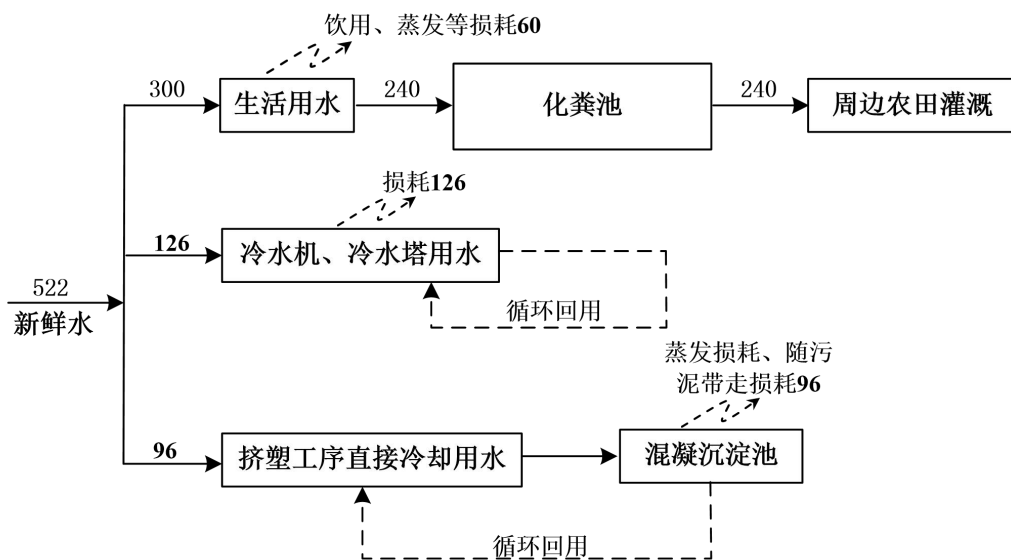 饮用、蒸发等损耗60
300
生活用水
240
化粪池
240
周边农田灌溉
损耗126
126
冷水机、冷水塔用水
循环回用
522
新鲜水
蒸发损耗、随污
泥带走损耗96
96
挤塑工序直接冷却用水
混凝沉淀池
循环回用